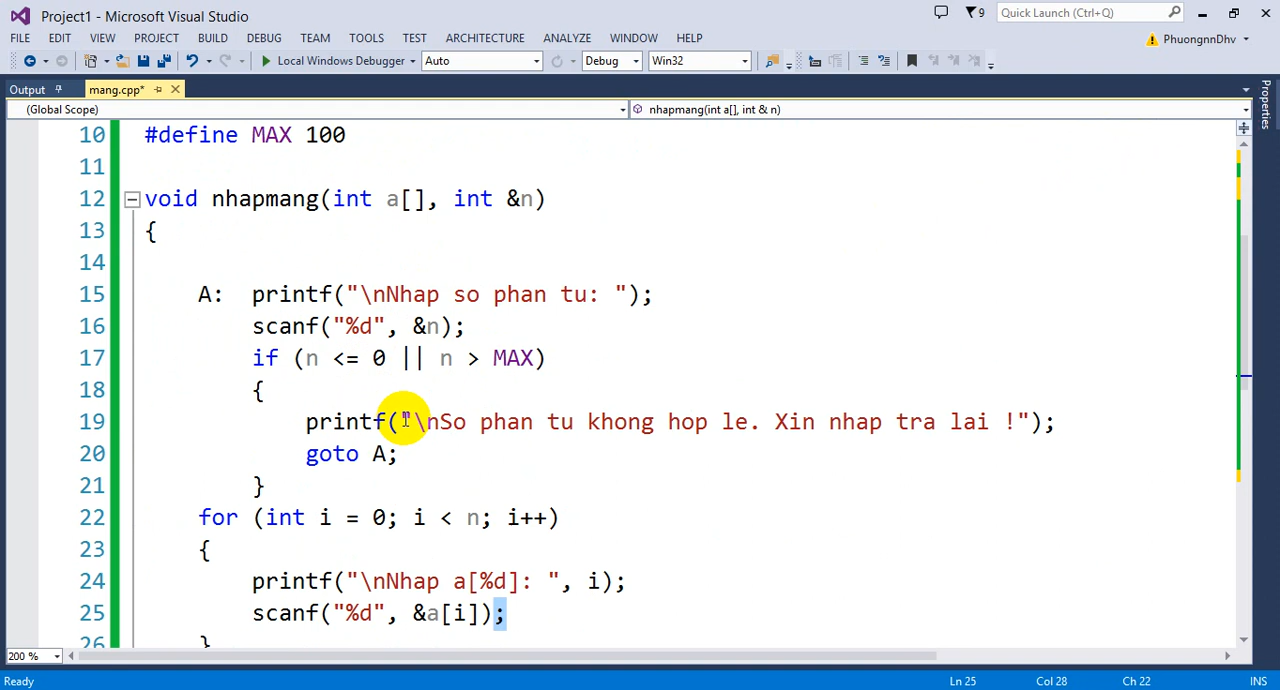 Project1 - Microsoft Visual Studio
9
Quick Launch (Ctrl+Q)
FILE EDIT VIEW PROJECT BUILD DEBUG TEAM TOOLS TEST ARCHITECTURE ANALYZE WINDOW HELP
PhuongnnDhv
Local Windows Debugger Auto Debug Win32
Output mang.cpp*
(Global Scope) nhapmang(int a[], int & n)
Properties
10 #define MAX 100
11
12 void nhapmang(int a[], int &n)
13 {
14
15 A: printf("\nNhap so phan tu: ");
16 scanf("%d", &n);
17 if (n <= 0 || n > MAX)
18 {
19 printf("\nSo phan tu khong hop le. Xin nhap tra lai !");
20 goto A;
21 }
22 for (int i = 0; i < n; i++)
23 {
24 printf("\nNhap a[%d]: ", i);
25 scanf("%d", &a[i]);
26 }
200 %
Ready Ln 25 Col 28 Ch 22 INS